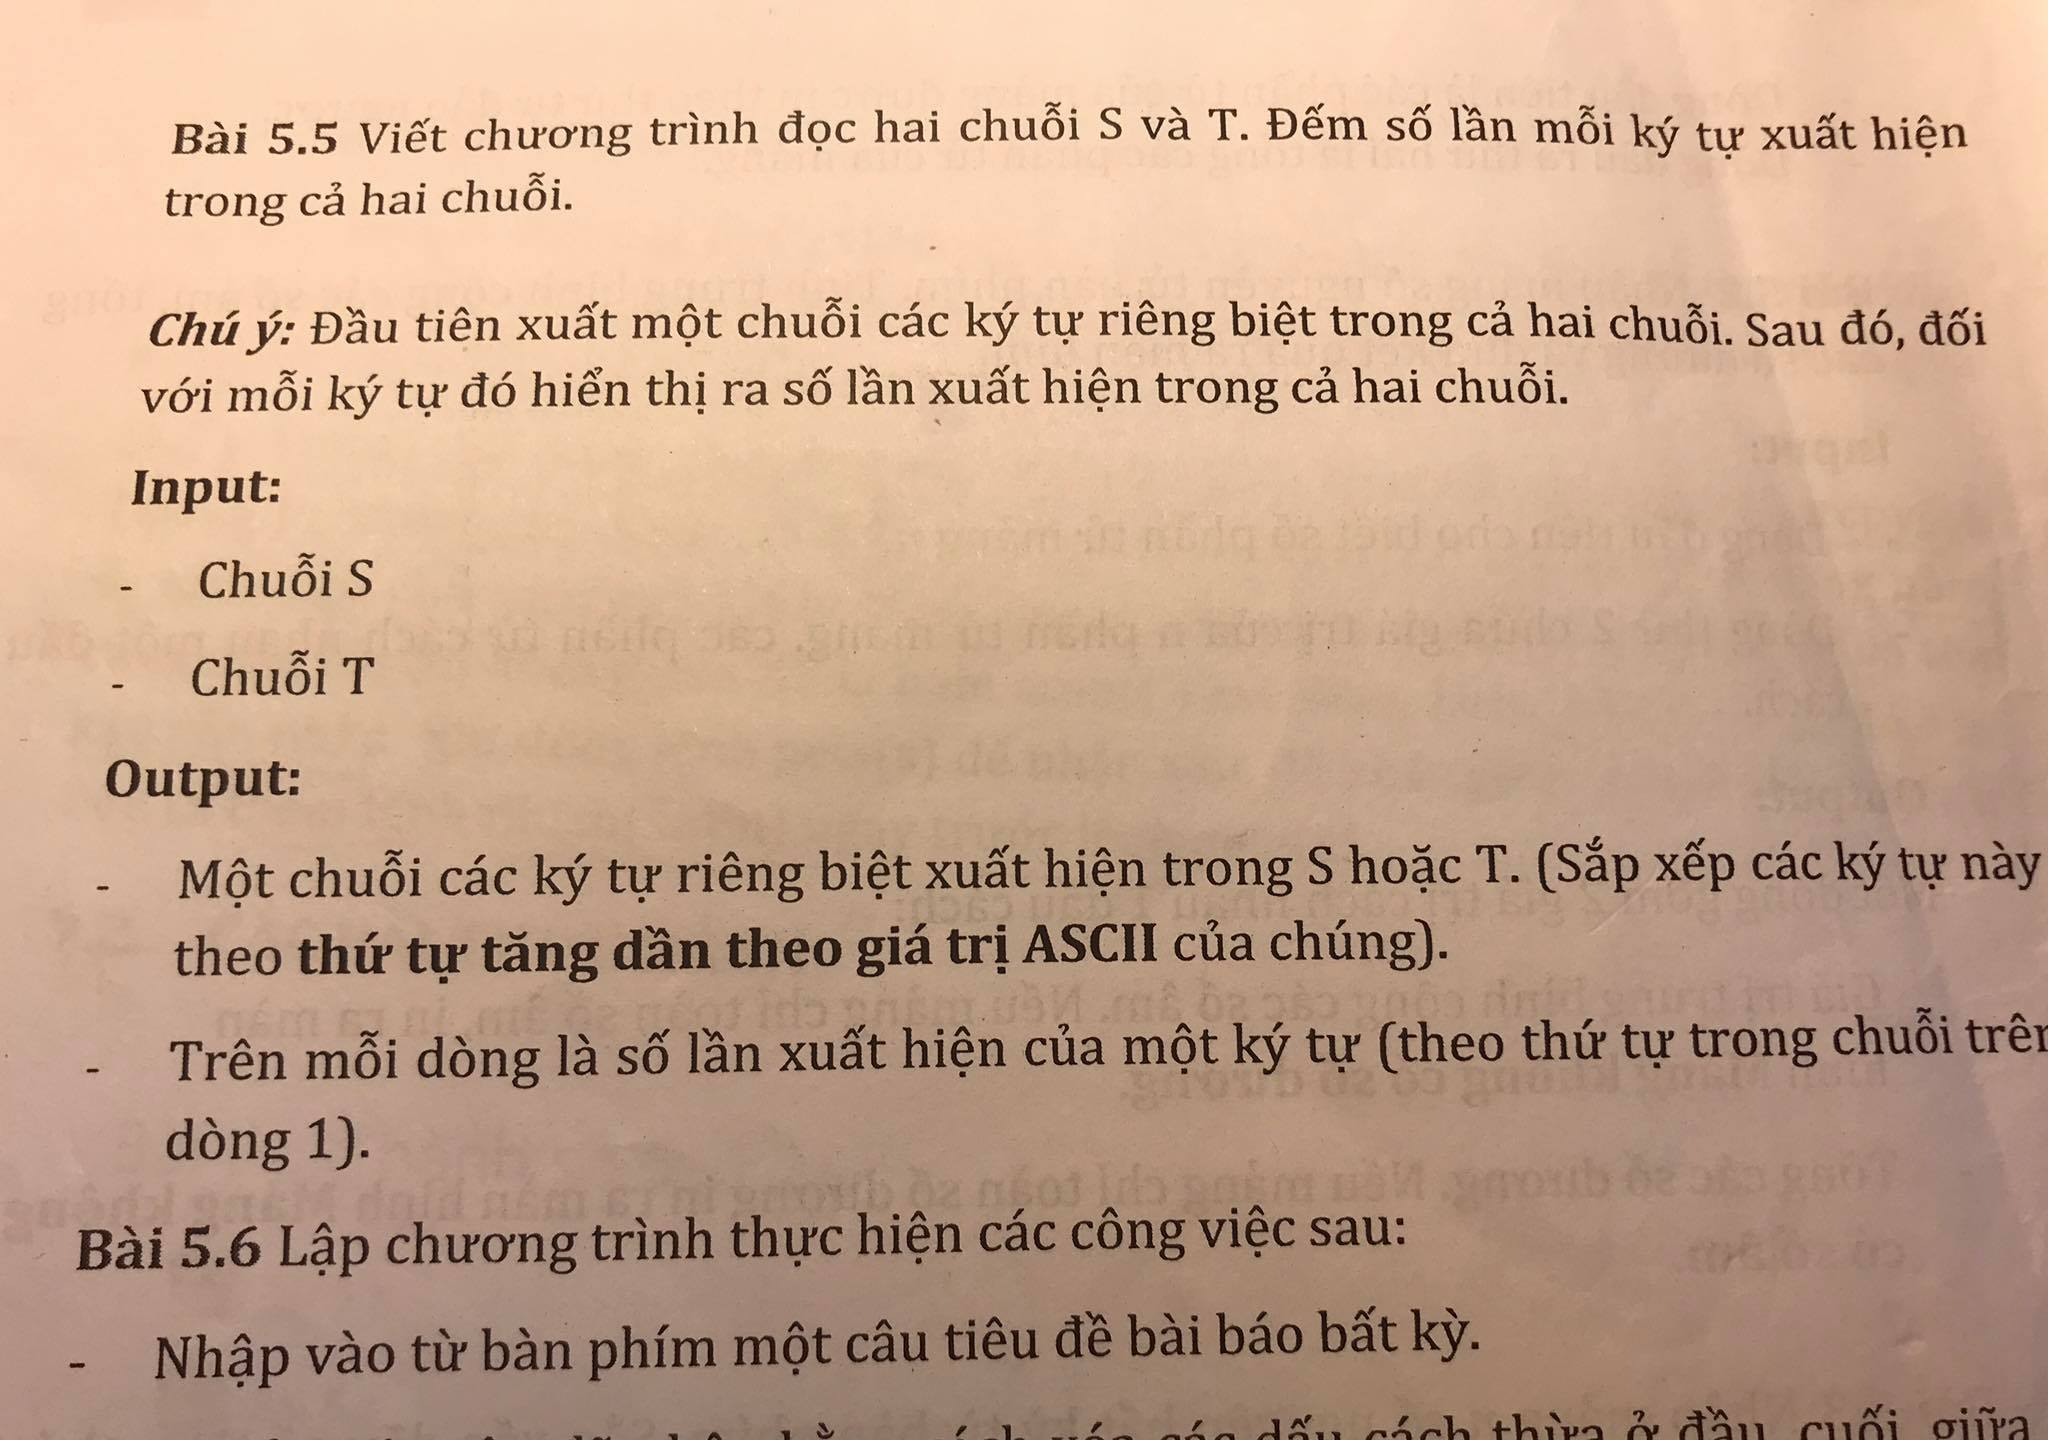 Bài 5.5 Viết chương trình đọc hai chuỗi S và T. Đếm số lần mỗi ký tự xuất hiện
trong cả hai chuỗi.
Chú ý: Đầu tiên xuất một chuỗi các ký tự riêng biệt trong cả hai chuỗi. Sau đó, đối
với mỗi ký tự đó hiển thị ra số lần xuất hiện trong cả hai chuỗi.
Input:
- Chuỗi S
- Chuỗi T
Output:
- Một chuỗi các ký tự riêng biệt xuất hiện trong S hoặc T. (Sắp xếp các ký tự này
theo thứ tự tăng dần theo giá trị ASCII của chúng).
- Trên mỗi dòng là số lần xuất hiện của một ký tự (theo thứ tự trong chuỗi trên
dòng 1).
Bài 5.6 Lập chương trình thực hiện các công việc sau:
- Nhập vào từ bàn phím một câu tiêu đề bài báo bất kỳ.
cách xóa các dấu cách thừa ở đầu, cuối, giữa